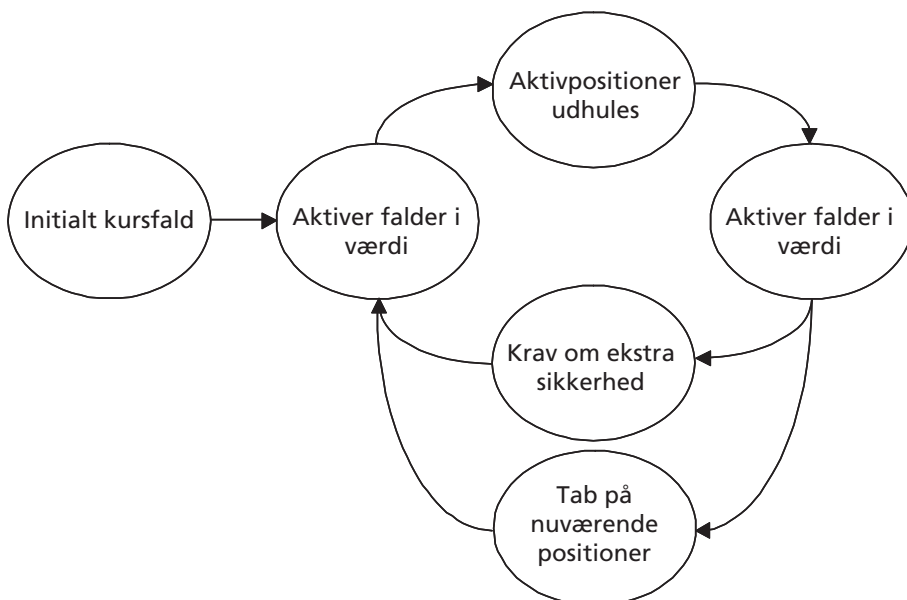 Initialt kursfald
Aktiver falder i
værdi
Aktivpositioner
udhules
Aktiver falder i
værdi
Krav om ekstra
sikkerhed
Tab på
nuværende
positioner